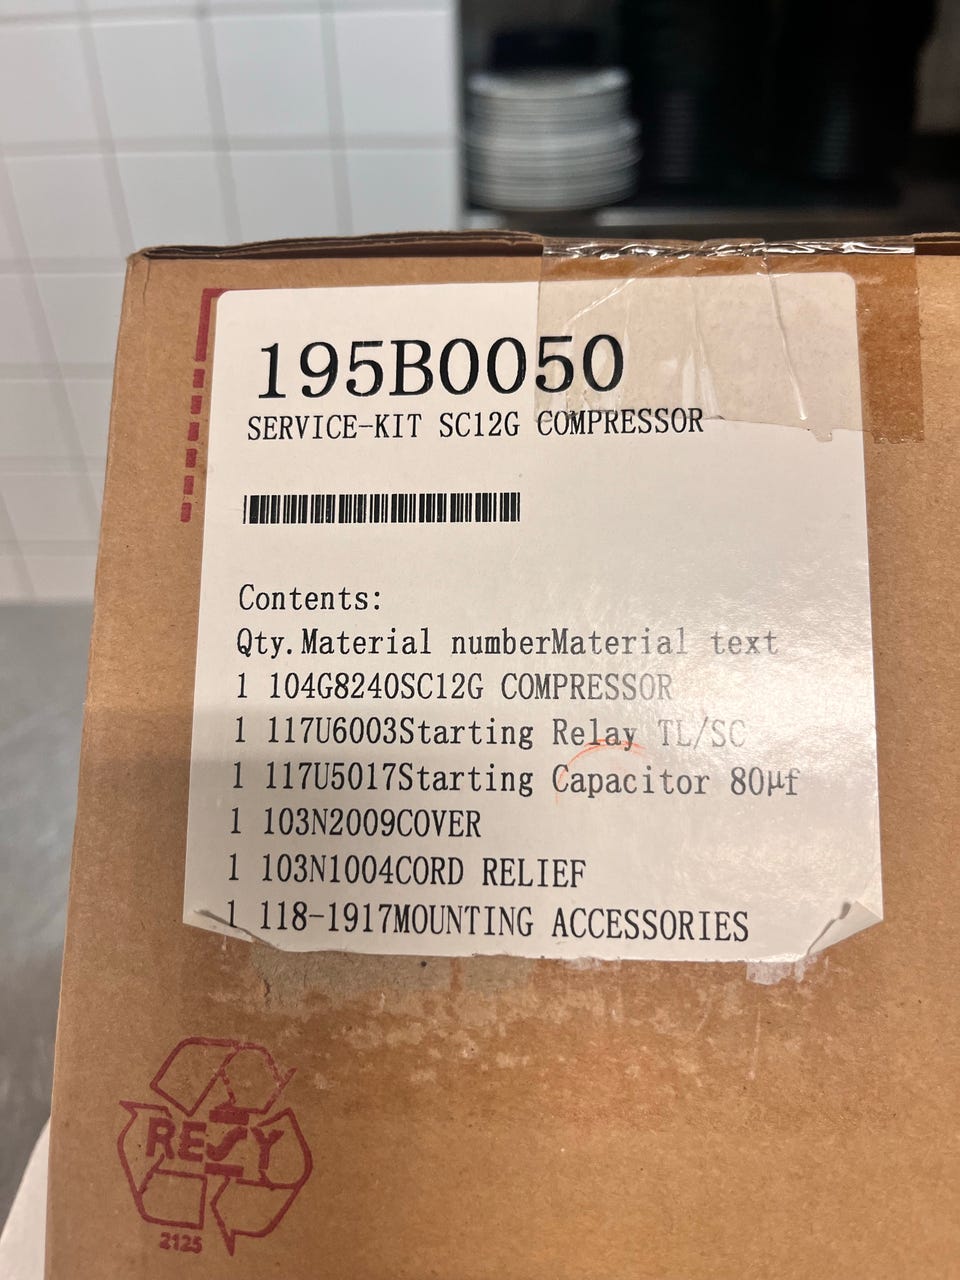 195B0050
SERVICE-KIT SC12G COMPRESSOR
Contents:
Qty. Material numberMaterial text
1 104G8240SC12G COMPRESSOR
1 117U6003Starting Relay TL/SC
1 117U5017Starting Capacitor 80µf
1 103N2009COVER
1 103N1004CORD RELIEF
1 118-1917MOUNTING ACCESSORIES
RESY
2125